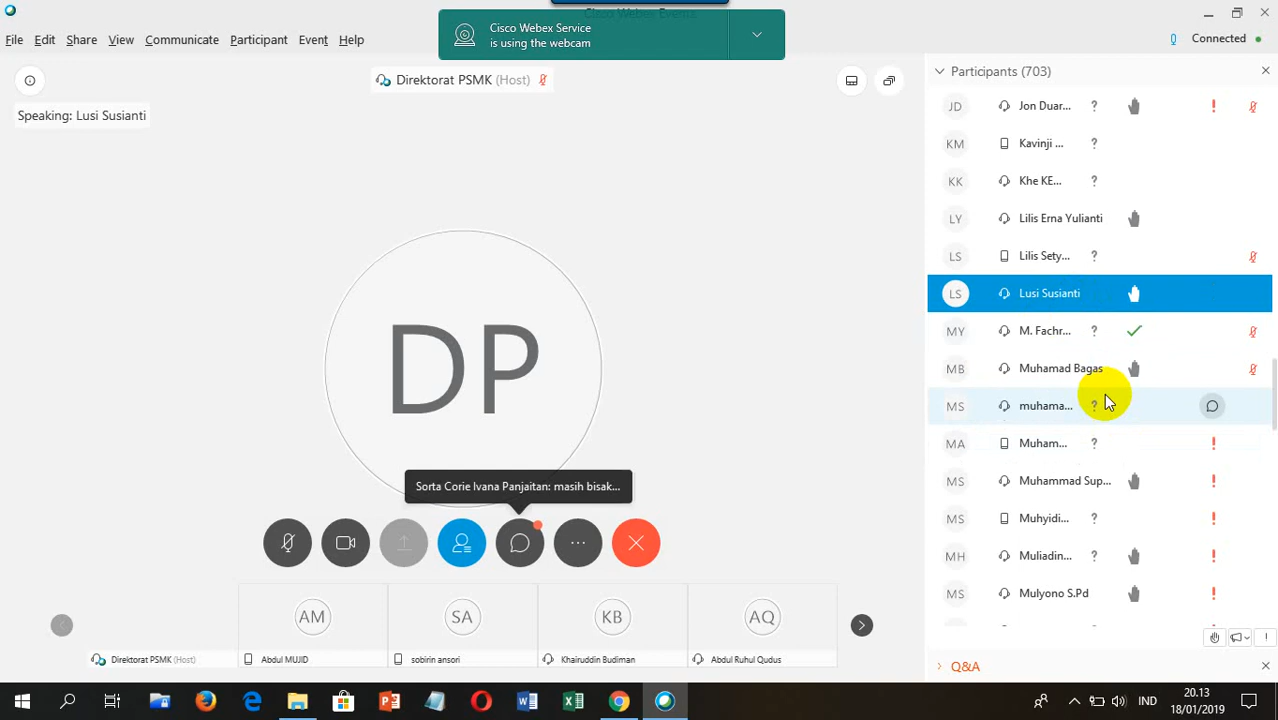 Cisco Webex Events
Cisco Webex Service
is using the webcam
File Edit Share View Communicate Participant Event Help
Connected
Direktorat PSMK (Host)
Speaking: Lusi Susianti
DP
Sorta Corie Ivana Panjaitan: masih bisak...
AM
Abdul MUJID
SA
sobirin ansori
KB
Khairuddin Budiman
AQ
Abdul Ruhul Qudus
Direktorat PSMK (Host)
Participants (703)
JD Jon Duar... ?
KM Kavinji ... ?
KK Khe KE... ?
LY Lilis Erna Yulianti
LS Lilis Sety... ?
LS Lusi Susianti
MY M. Fachr... ?
MB Muhamad Bagas
MS muhama... ?
MA Muham... ?
MS Muhammad Sup...
MS Muhyidi... ?
MH Muliadin... ?
MS Mulyono S.Pd
Q&A
IND
20.13
18/01/2019